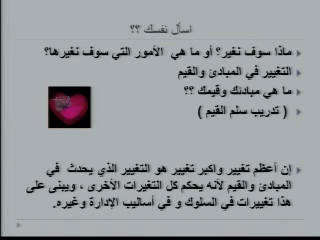 اسأل نفسك ؟؟
ماذا سوف نغير؟ أو ما هي الأمور التي سوف نغيرها؟
التغيير في المبادئ والقيم
ما هي مبادئك وقيمك ؟؟
( تدريب سلم القيم )
إن أعظم تغيير واكبر تغيير هو التغيير الذي يحدث في
المبادئ والقيم لأنه يحكم كل التغيرات الأخرى ، ويبنى على
هذا تغييرات في السلوك و في أساليب الإدارة وغيره.